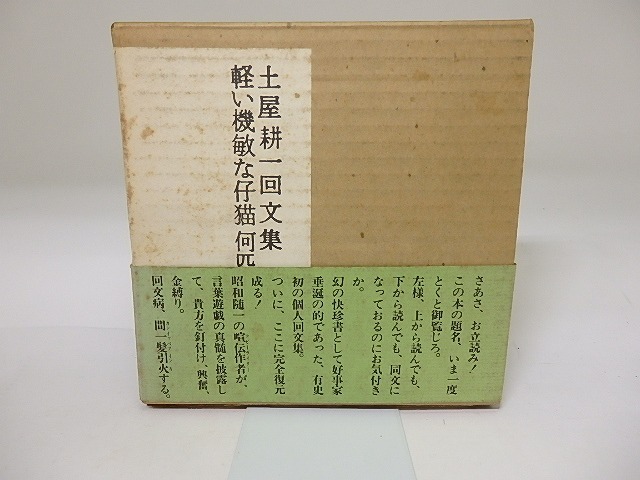 土屋耕一回文集
軽い機敏な仔猫何匹
さあさ、お立読み!
この本の題名、いま一度
とくと御覧じろ。
左様、上から読んでも、
下から読んでも、同文に
なっておるのにお気付き
か。
幻の快珍書として好事家
垂涎の的であった、有史
初の個人回文集。
ついに、ここに完全復元
成る!
昭和随一の喧伝作者が、
言葉遊戯の真髄を披露し
て、貴方を釘付け、興奮、
金縛り。
回文病、間一髪引火する。